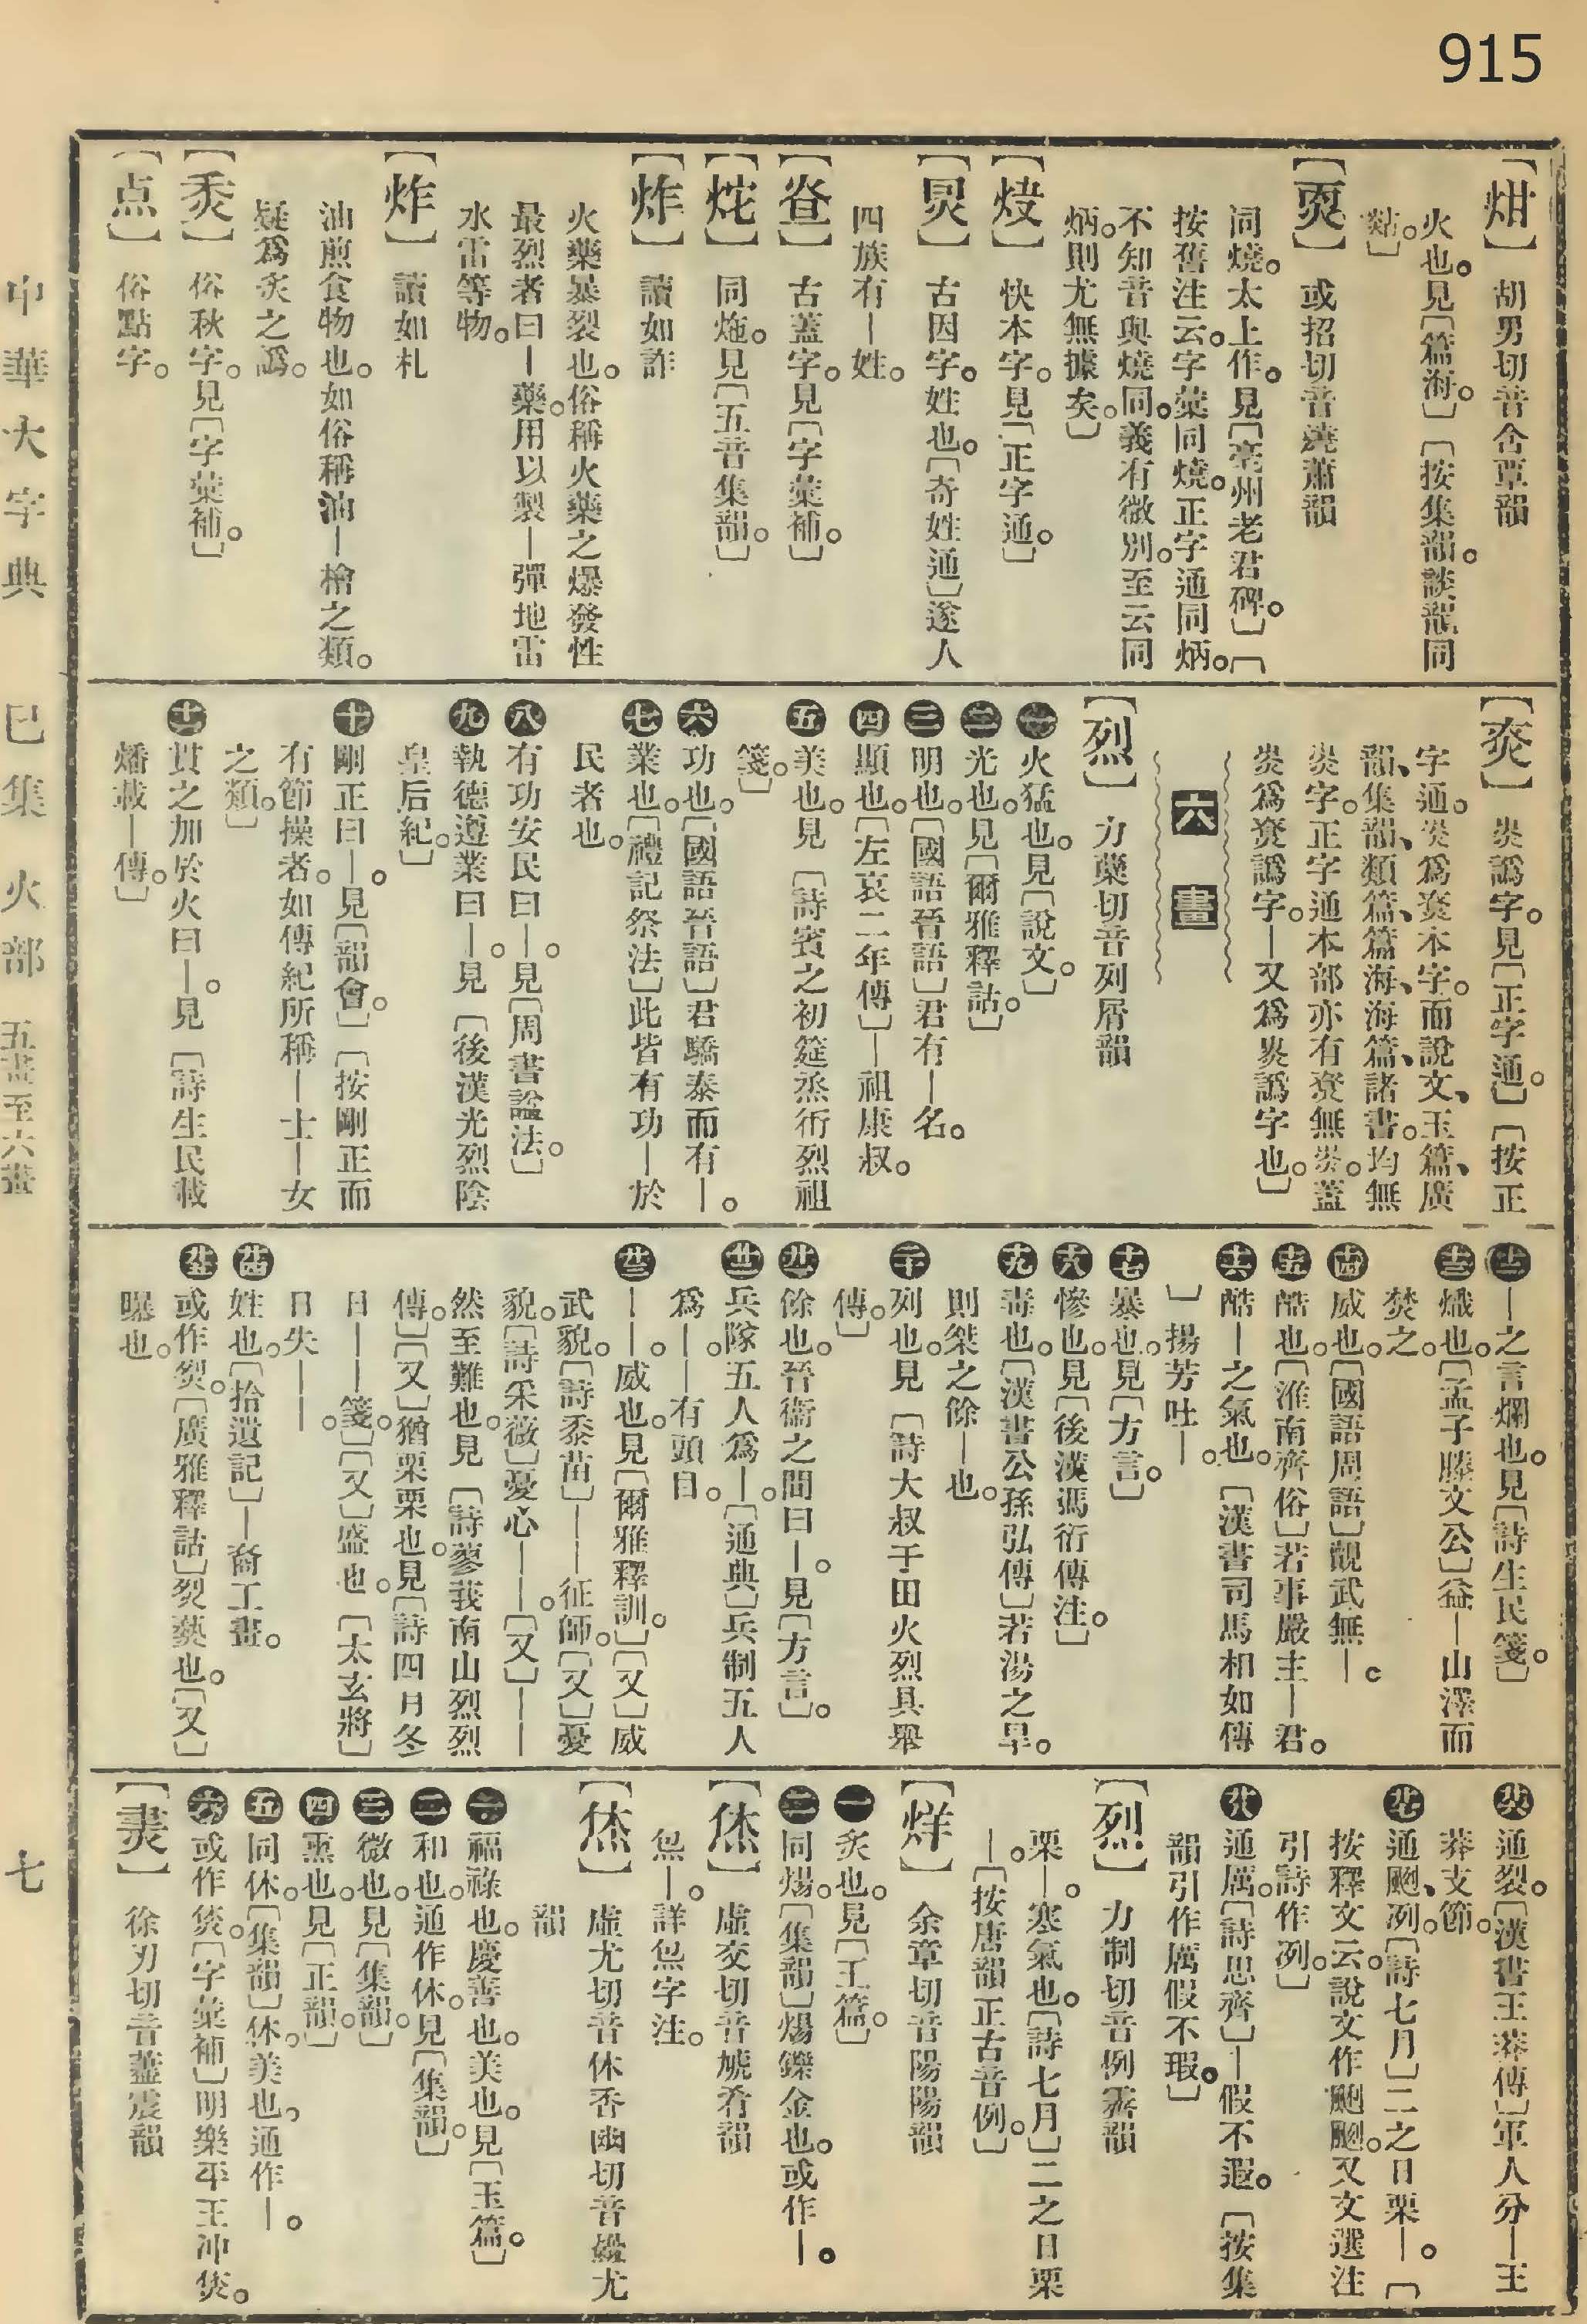 915
【㶰】胡男切音含覃韻
火也。見〔篇海。〕〔按集韻。談韻同
㶰。〕
【㷊】或招切音燒蕭韻
同燒。太上作。見〔亳州老君碑。〕〔
按舊注云。字彙同燒。正字通同炳。
不知音與燒同。義有微別。至云同
炳。則尤無據矣。〕
快本字。見〔正字通。〕
古因字。姓也。〔奇姓通〕遂人
四族有－姓。
古蓋字。見〔字彙補。〕
【炨】同炧。見〔五音集韻。〕
【炸】讀如詐
火藥暴裂也。俗稱火藥之爆發性
最烈者曰－藥。用以製－彈地雷
水雷等物。
【炸】讀如札
油煎食物也。如俗稱油－檜之類。
疑爲炙之譌。
【秂】俗秋字。見〔字彙補。〕
【点】俗點字。
譌字。見〔正字通。〕〔按正
字通。為本字。而說文、玉篇、廣
韻、集韻、類篇、篇海、海篇、諸書。均無
字。正字通本部亦有無。蓋
爲譌字。－又爲譌字也。〕
六畫
【烈】力蘖切音列屑韻
㊀火猛也。見〔說文。〕
㊁光也。見〔爾雅釋詁。〕
㊂明也。〔國語晉語〕君有－名。
㊃顯也。〔左哀二年傳〕－祖康叔。
㊄美也。見〔詩賓之初筵烝衎烈祖
箋。〕
㊅功也。〔國語晉語〕君驕泰而有－。
㊆業也。〔禮記祭法〕此皆有功－於
民者也。
㊇有功安民曰－。見〔周書諡法。〕
㊈執德遵業曰－。見〔後漢光烈陰
皇后紀。〕
㊉剛正曰－。見〔韻會。〕〔按剛正而
有節操者。如傳紀所稱－士－女
之類。〕
⑪貫之加於火曰－。見〔詩生民載
燔載－傳。〕
⑫－之言爛也。見〔詩生民箋。〕
⑬熾也。〔孟子滕文公〕益－山澤而
焚之。
⑭威也。〔國語周語〕覿武無－。
⑮酷也。〔淮南齊俗〕若事嚴主－君。
⑯酷－之氣也。〔漢書司馬相如傳
〕揚芳吐－。
⑰暴也。見〔方言。〕
⑱慘也。見〔後漢馮衍傳注。〕
⑲毒也。〔漢書公孫弘傳〕若湯之旱。
則桀之餘－也。
⑳列也。見〔詩大叔于田火烈具舉
傳。〕
㉑餘也。晉衞之間曰－。見〔方言〕。
㉒兵隊五人爲－。〔通典〕兵制五人
爲－。－有頭目。
㉓－－。威也。見〔爾雅釋訓。〕〔又〕威
武貌。〔詩黍苗〕－－征師。〔又〕憂
貌。〔詩采薇〕憂心－－。〔又〕－－
然至難也。見〔詩蓼莪南山烈烈
傳。〕〔又〕猶栗栗也。見〔詩四月冬
日－－箋。〕〔又〕盛也。〔太玄將〕
日失－－。
㉔姓也。〔拾遺記〕－裔工畫。
㉕或作㷂。〔廣雅釋詁〕裂爇也。〔又〕
曝也。
㉖通裂。〔漢書王莽傳〕軍人分－王
莽支節。
㉗通颲、冽。〔詩七月〕二之日栗－。〔
按釋文云。說文作颲颲。又文選注
引詩作冽。〕
㉘通厲。〔詩思齊〕－假不遐。〔按集
韻引作厲假不瑕。〕
【烈】力制切音例霽韻
栗－。寒氣也。〔詩七月〕二之日栗
－。〔按唐韻正古音例。〕
【烊】余章切音陽陽韻
㊀炙也。見〔玉篇。〕
㊁同煬。〔集韻〕煬鑠金也。或作－。
【烋】虛交切音虓肴韻
炰－。詳炰字注。
【烋】虛尤切音休香幽切音飍尤
韻
㊀福祿也。慶善也。美也。見〔玉篇。〕
㊁和也。通作休。見〔集韻。〕
㊂微也。見〔集韻。〕
㊃熏也。見〔正韻。〕
㊄同休。〔集韻〕休。美也。通作－。
㊅或作㷛。〔字彙補〕明樂平王沖㷛。
【㶳】徐刃切音藎震韻
中華大字典　巳集　火部　五畫至六畫
七